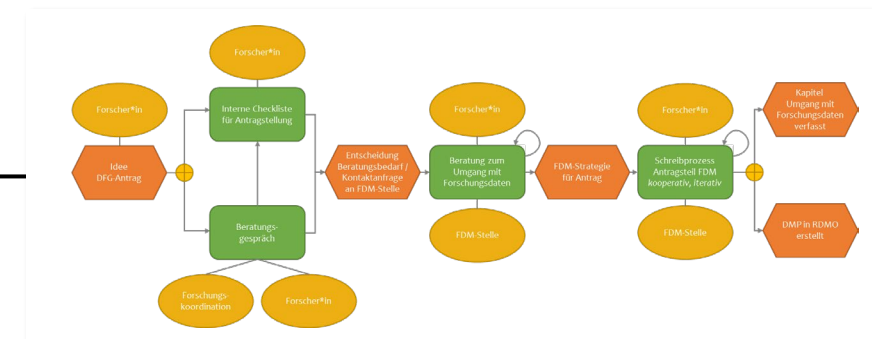 Forscher*in
Interne Checkliste
für Antragstellung
Forscher*in
Idee
DFG-Antrag
Beratungs-
gespräch
Forschungs-
koordination
Forscher*in
Entscheidung
Beratungsbedarf /
Kontaktanfrage
an FDM-Stelle
Forscher*in
Beratung zum
Umgang mit
Forschungsdaten
FDM-Stelle
FDM-Strategie
für Antrag
Forscher*in
Schreibprozess
Antragsteil FDM
kooperativ, iterativ
FDM-Stelle
Kapitel
Umgang mit
Forschungsdaten
verfasst
DMP in RDMO
erstellt